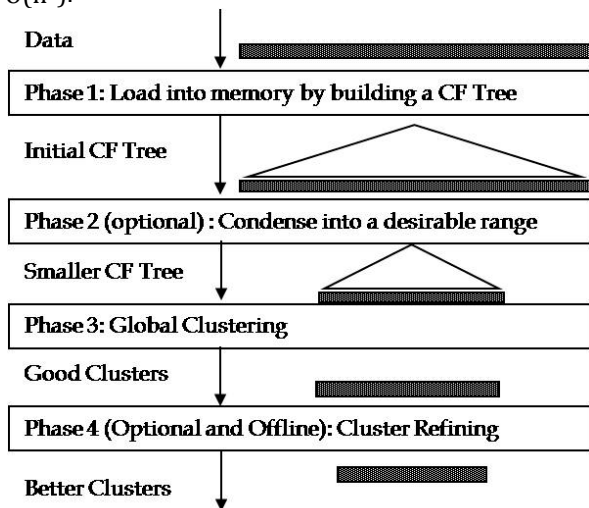 Data
Phase 1: Load into memory by building a CF Tree
Initial CF Tree
Phase 2 (optional) : Condense into a desirable range
Smaller CF Tree
Phase 3: Global Clustering
Good Clusters
Phase 4 (Optional and Offline): Cluster Refining
Better Clusters